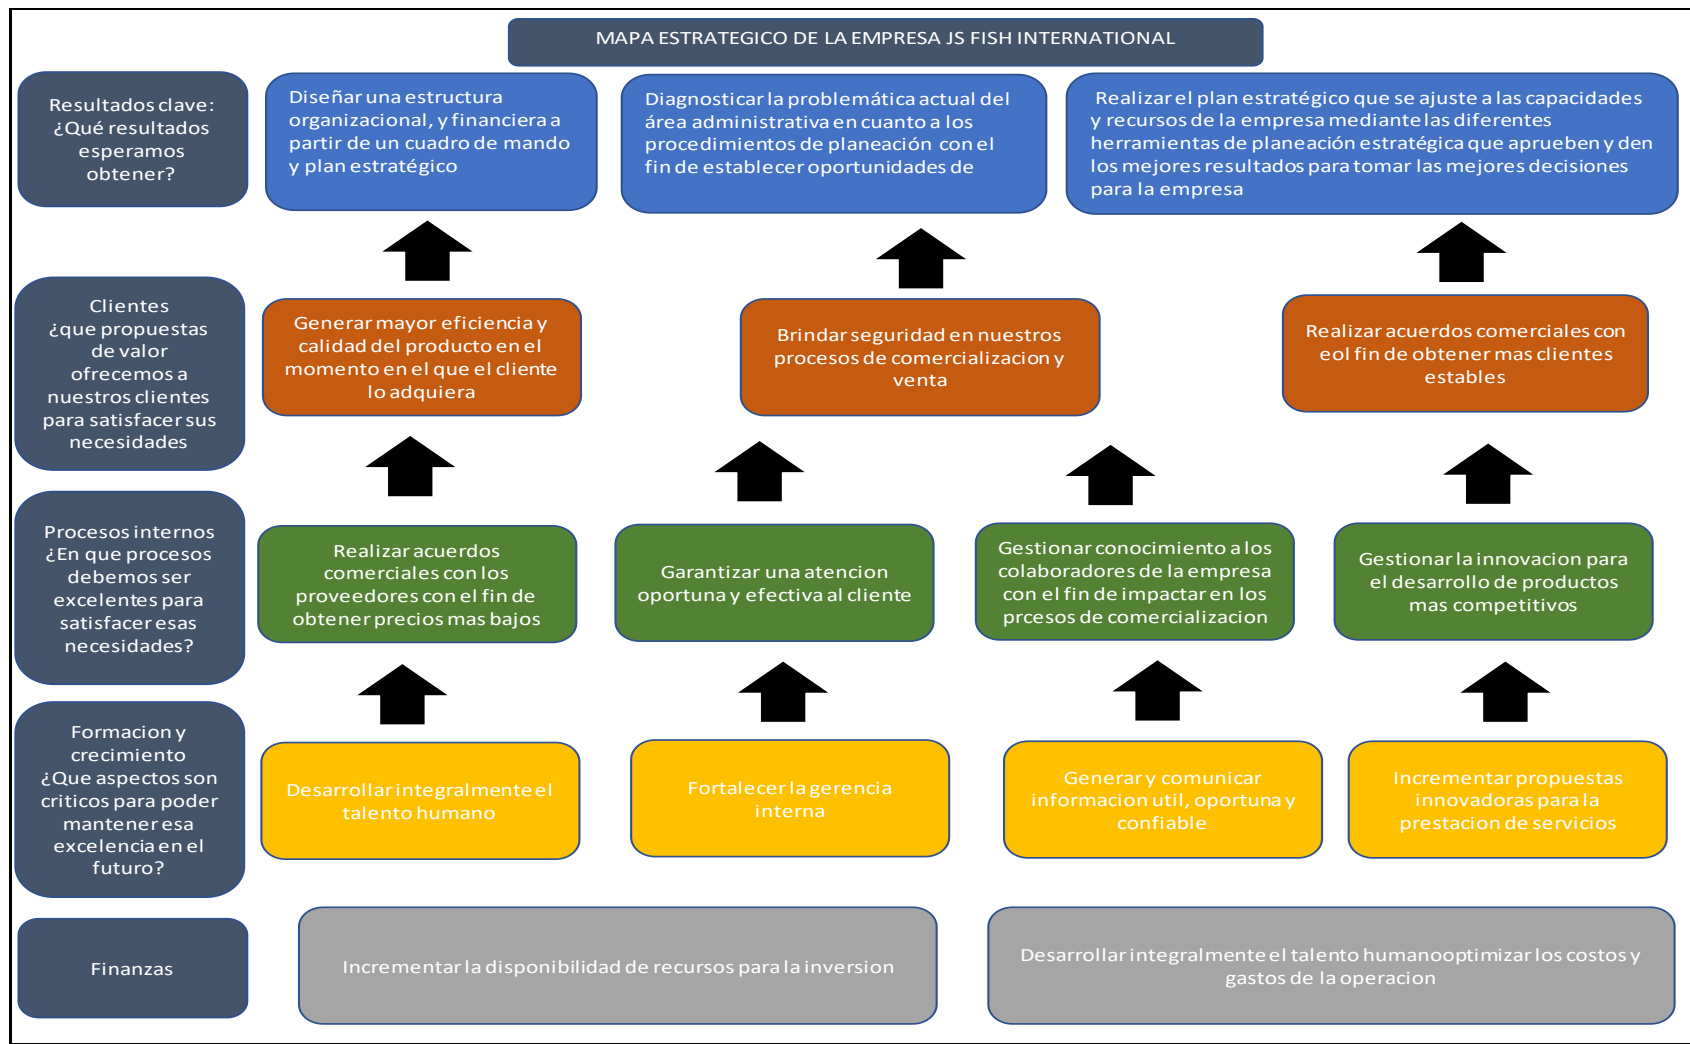 MAPA ESTRATEGICO DE LA EMPRESA JS FISH INTERNATIONAL
Resultados clave:
¿Qué resultados
esperamos
obtener?
Diseñar una estructura
organizacional, y financiera a
partir de un cuadro de mando
y plan estratégico
Diagnosticar la problemática actual del
área administrativa en cuanto a los
procedimientos de planeación con el
fin de establecer oportunidades de
Realizar el plan estratégico que se ajuste a las capacidades
y recursos de la empresa mediante las diferentes
herramientas de planeación estratégica que aprueben y den
los mejores resultados para tomar las mejores decisiones
para la empresa
Clientes
¿que propuestas
de valor
ofrecemos a
nuestros clientes
para satisfacer sus
necesidades
Generar mayor eficiencia y
calidad del producto en el
momento en el que el cliente
lo adquiera
Brindar seguridad en nuestros
procesos de comercializacion y
venta
Realizar acuerdos comerciales con
eol fin de obtener mas clientes
estables
Procesos internos
¿En que procesos
debemos ser
excelentes para
satisfacer esas
necesidades?
Realizar acuerdos
comerciales con los
proveedores con el fin de
obtener precios mas bajos
Garantizar una atencion
oportuna y efectiva al cliente
Gestionar conocimiento a los
colaboradores de la empresa
con el fin de impactar en los
prcesos de comercializacion
Gestionar la innovacion para
el desarrollo de productos
mas competitivos
Formacion y
crecimiento
¿Que aspectos son
criticos para poder
mantener esa
excelencia en el
futuro?
Desarrollar integralmente el
talento humano
Fortalecer la gerencia
interna
Generar y comunicar
informacion util, oportuna y
confiable
Incrementar propuestas
innovadoras para la
prestacion de servicios
Finanzas
Incrementar la disponibilidad de recursos para la inversion
Desarrollar integralmente el talento humanooptimizar los costos y
gastos de la operacion